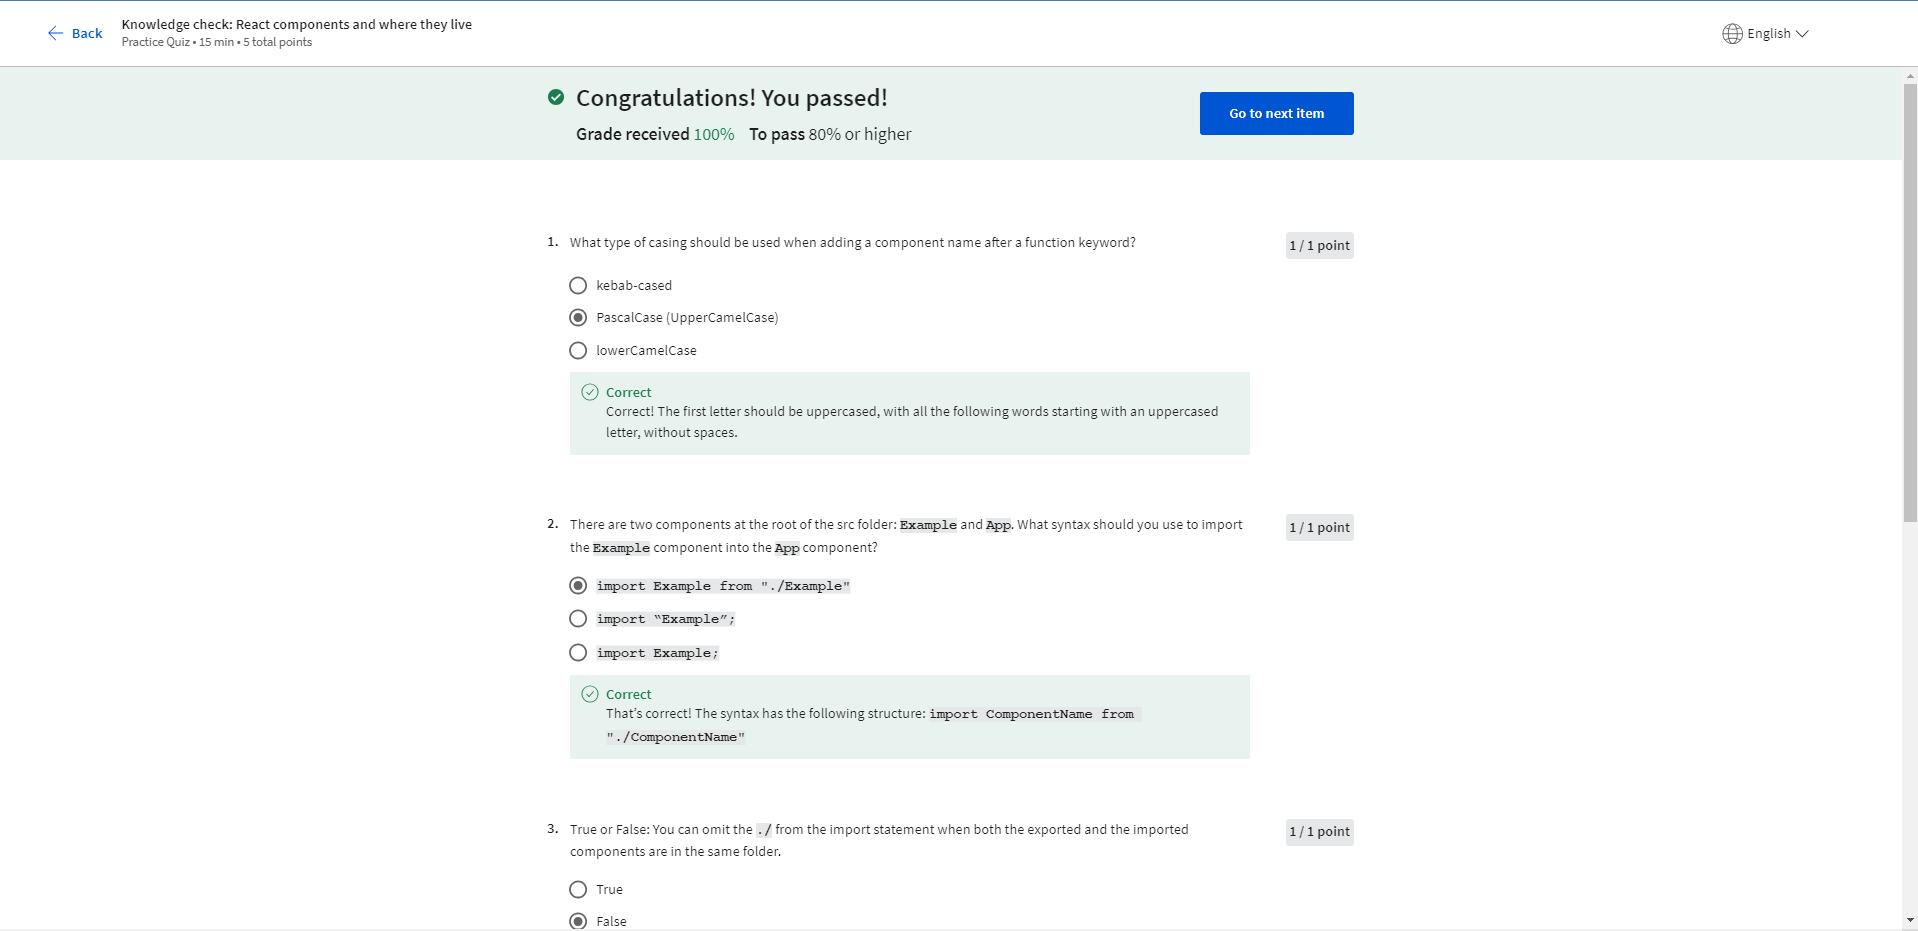 Back
Knowledge check: React components and where they live
Practice Quiz • 15 min • 5 total points
English
Congratulations! You passed!
Grade received 100% To pass 80% or higher
Go to next item
1. What type of casing should be used when adding a component name after a function keyword?
1 / 1 point
kebab-cased
PascalCase (UpperCamelCase)
lowerCamelCase
Correct
Correct! The first letter should be uppercased, with all the following words starting with an uppercased
letter, without spaces.
2. There are two components at the root of the src folder: Example and App. What syntax should you use to import
the Example component into the App component?
1 / 1 point
import Example from "./Example"
import “Example”;
import Example;
Correct
That’s correct! The syntax has the following structure: import ComponentName from
"./ComponentName"
3. True or False: You can omit the ./ from the import statement when both the exported and the imported
components are in the same folder.
1 / 1 point
True
False